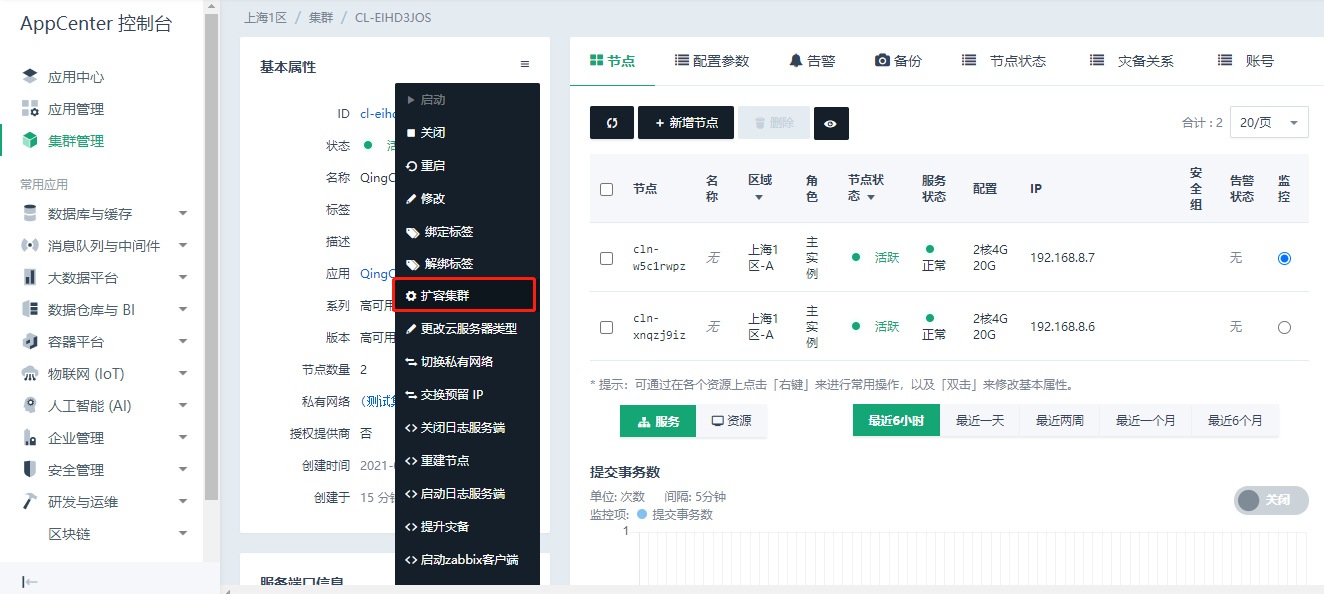 AppCenter 控制台
应用中心
应用管理
集群管理
常用应用
数据库与缓存
消息队列与中间件
大数据平台
数据仓库与 BI
容器平台
物联网 (IoT)
人工智能 (AI)
企业管理
安全管理
研发与运维
区块链
上海1区 / 集群 / CL-EIHD3JOS
基本属性
ID cl-eihd
状态 活
名称 QingC
标签
描述
应用 QingC
系列 高可用
版本 高可用
节点数量 2
私有网络 (测试
授权提供商 否
创建时间 2021-
创建于 15 分
服务端口信息
启动
关闭
重启
修改
绑定标签
解绑标签
扩容集群
更改云服务器类型
切换私有网络
交换预留 IP
关闭日志服务端
重建节点
启动日志服务端
提升灾备
启动zabbix客户端
节点 配置参数 告警 备份 节点状态 灾备关系 账号
+ 新增节点 删除 合计 : 2 20/页
节点 名称 区域 角色 节点状态 服务状态 配置 IP 安全组 告警状态 监控
cln-
w5c1rwpz 无 上海1区-A 主实例 活跃 正常 2核4G 20G 192.168.8.7 无
cln-
xnqzj9iz 无 上海1区-A 主实例 活跃 正常 2核4G 20G 192.168.8.6 无
* 提示：可通过在各个资源上点击「右键」来进行常用操作，以及「双击」来修改基本属性。
服务 资源 最近6小时 最近一天 最近两周 最近一个月 最近6个月
提交事务数
单位: 次数 间隔: 5分钟
监控项: 提交事务数
关闭
1